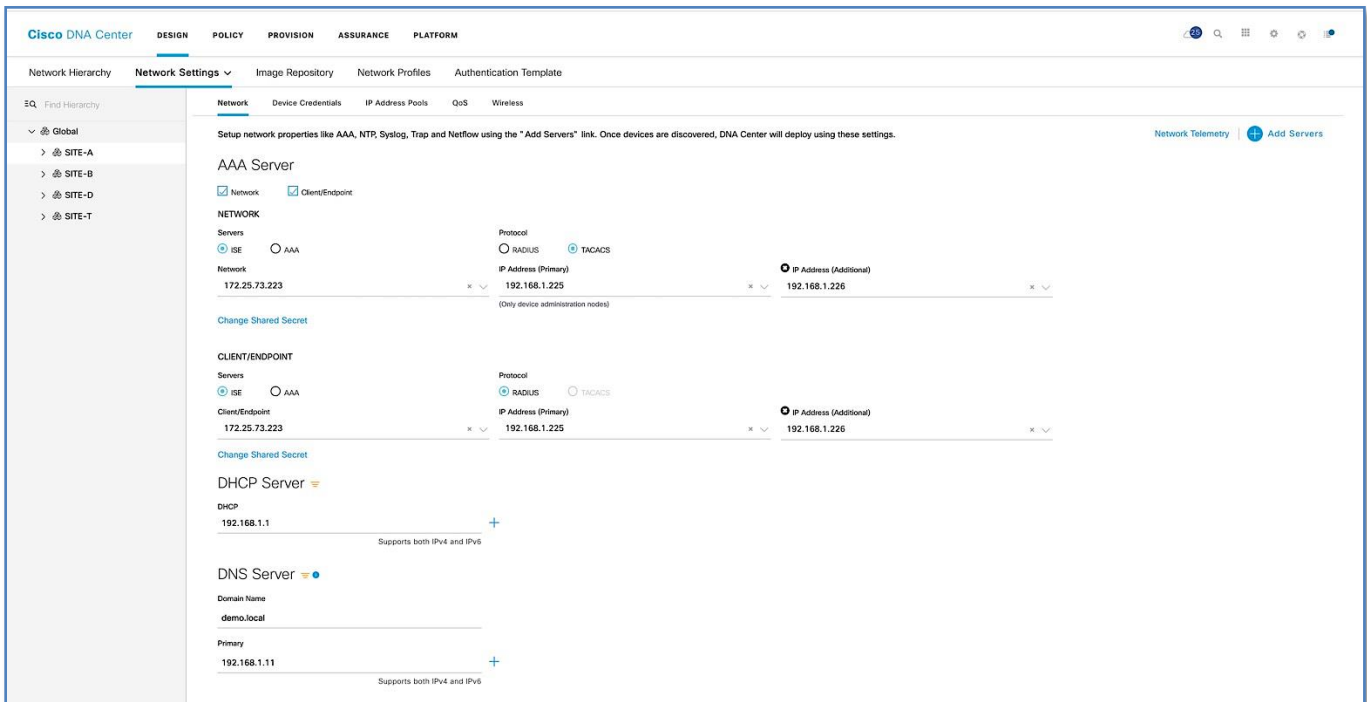 Cisco DNA Center DESIGN POLICY PROVISION ASSURANCE PLATFORM 25
Network Hierarchy Network Settings Image Repository Network Profiles Authentication Template
Find Hierarchy
Global
SITE-A
SITE-B
SITE-D
SITE-T
Network Device Credentials IP Address Pools QoS Wireless
Setup network properties like AAA, NTP, Syslog, Trap and Netflow using the "Add Servers" link. Once devices are discovered, DNA Center will deploy using these settings.
Network Telemetry Add Servers
AAA Server
Network Client/Endpoint
NETWORK
Servers Protocol
ISE AAA RADIUS TACACS
Network IP Address (Primary) IP Address (Additional)
172.25.73.223 192.168.1.225 192.168.1.226
(Only device administration nodes)
Change Shared Secret
CLIENT/ENDPOINT
Servers Protocol
ISE AAA RADIUS TACACS
Client/Endpoint IP Address (Primary) IP Address (Additional)
172.25.73.223 192.168.1.225 192.168.1.226
Change Shared Secret
DHCP Server
DHCP
192.168.1.1
Supports both IPv4 and IPv6
DNS Server
Domain Name
demo.local
Primary
192.168.1.11
Supports both IPv4 and IPv6